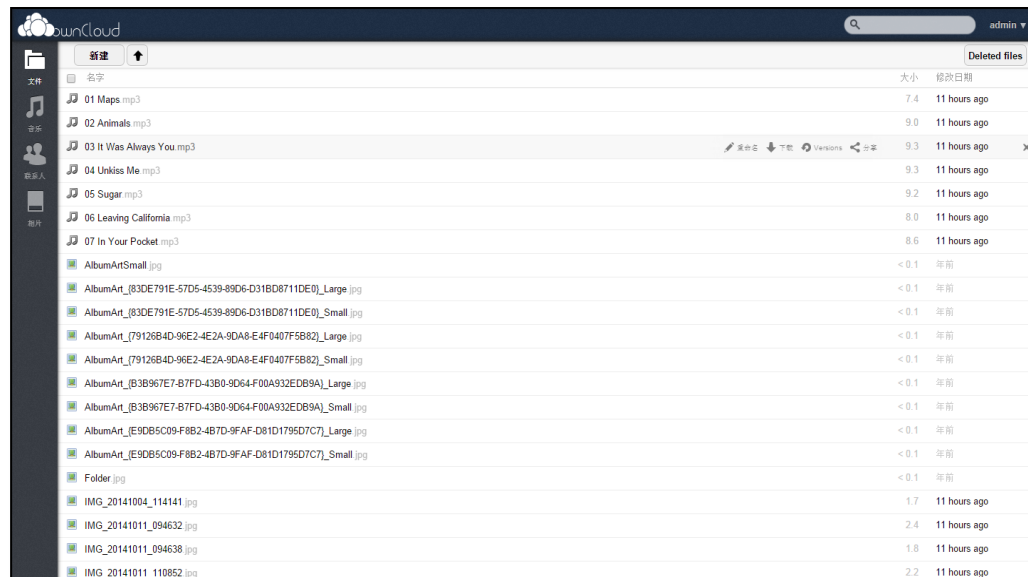 ownCloud
admin
新建
Deleted files
文件
名字 大小 修改日期
01 Maps.mp3 7.4 11 hours ago
音乐
02 Animals.mp3 9.0 11 hours ago
03 It Was Always You.mp3 重命名 下载 Versions 分享 9.3 11 hours ago
联系人
04 Unkiss Me.mp3 9.3 11 hours ago
05 Sugar.mp3 9.2 11 hours ago
06 Leaving California.mp3 8.0 11 hours ago
照片
07 In Your Pocket.mp3 8.6 11 hours ago
AlbumArtSmall.jpg < 0.1 年前
AlbumArt_{83DE791E-57D5-4539-89D6-D31BD8711DE0}_Large.jpg < 0.1 年前
AlbumArt_{83DE791E-57D5-4539-89D6-D31BD8711DE0}_Small.jpg < 0.1 年前
AlbumArt_{79126B4D-96E2-4E2A-9DA8-E4F0407F5B82}_Large.jpg < 0.1 年前
AlbumArt_{79126B4D-96E2-4E2A-9DA8-E4F0407F5B82}_Small.jpg < 0.1 年前
AlbumArt_{B3B967E7-B7FD-43B0-9D64-F00A932EDB9A}_Large.jpg < 0.1 年前
AlbumArt_{B3B967E7-B7FD-43B0-9D64-F00A932EDB9A}_Small.jpg < 0.1 年前
AlbumArt_{E9DB5C09-F8B2-4B7D-9FAF-D81D1795D7C7}_Large.jpg < 0.1 年前
AlbumArt_{E9DB5C09-F8B2-4B7D-9FAF-D81D1795D7C7}_Small.jpg < 0.1 年前
Folder.jpg < 0.1 年前
IMG_20141004_114141.jpg 1.7 11 hours ago
IMG_20141011_094632.jpg 2.4 11 hours ago
IMG_20141011_094638.jpg 1.8 11 hours ago
IMG_20141011_110852.jpg 2.2 11 hours ago